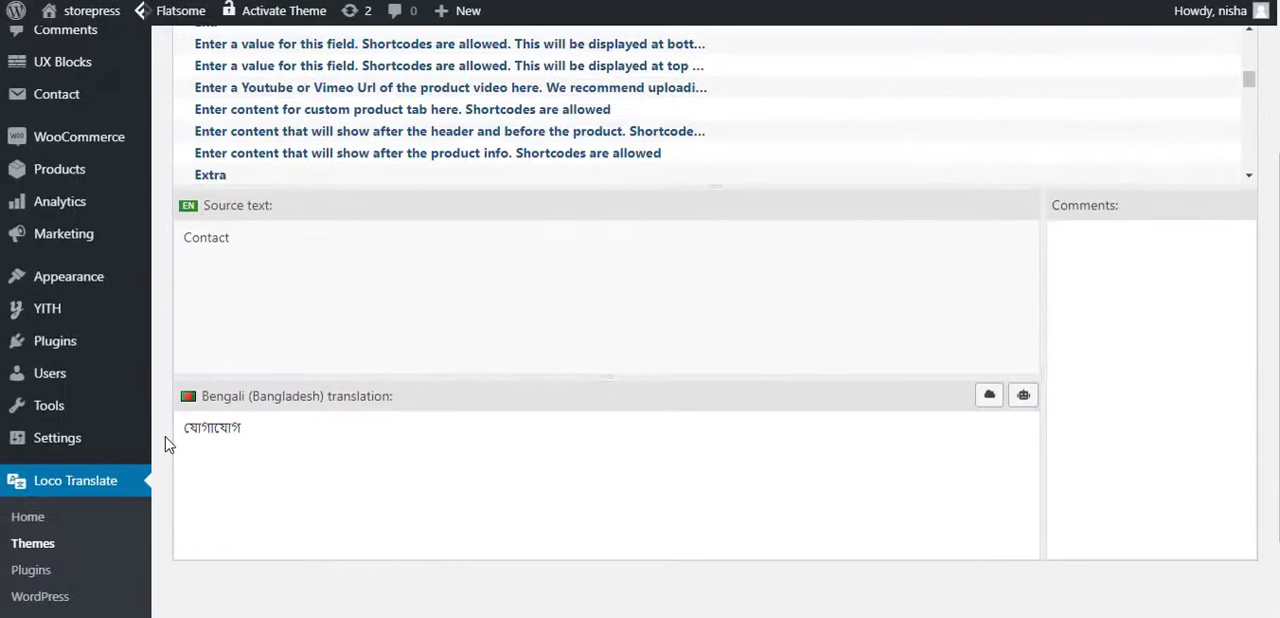 storepress Flatsome Activate Theme 2 0 New Howdy, nisha
Comments
UX Blocks
Contact
WooCommerce
Products
Analytics
Marketing
Appearance
YITH
Plugins
Users
Tools
Settings
Loco Translate
Home
Themes
Plugins
WordPress
Enter a value for this field. Shortcodes are allowed. This will be displayed at bott...
Enter a value for this field. Shortcodes are allowed. This will be displayed at top ...
Enter a Youtube or Vimeo Url of the product video here. We recommend uploadi...
Enter content for custom product tab here. Shortcodes are allowed
Enter content that will show after the header and before the product. Shortcode...
Enter content that will show after the product info. Shortcodes are allowed
Extra
EN Source text:
Contact
Bengali (Bangladesh) translation:
যোগাযোগ
Comments: